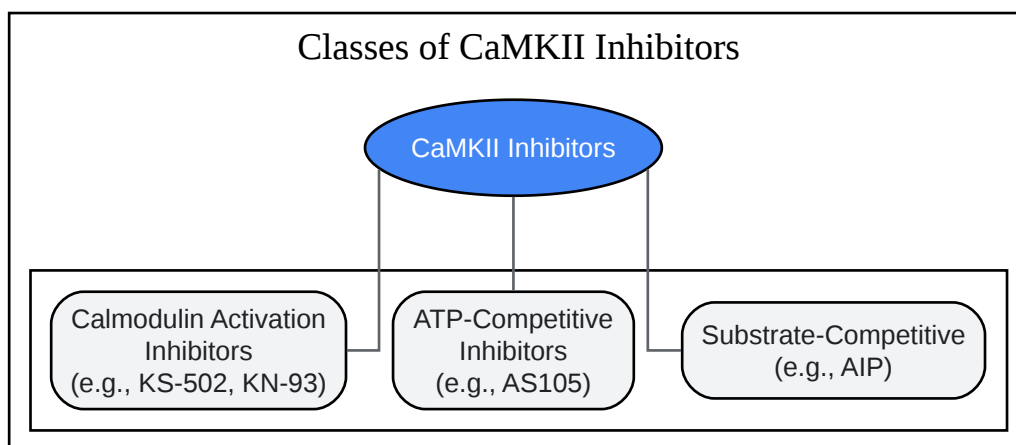 Classes of CaMKII Inhibitors
CaMKII Inhibitors
Calmodulin Activation
Inhibitors
(e.g., KS-502, KN-93)
ATP-Competitive
Inhibitors
(e.g., AS105)
Substrate-Competitive
(e.g., AIP)